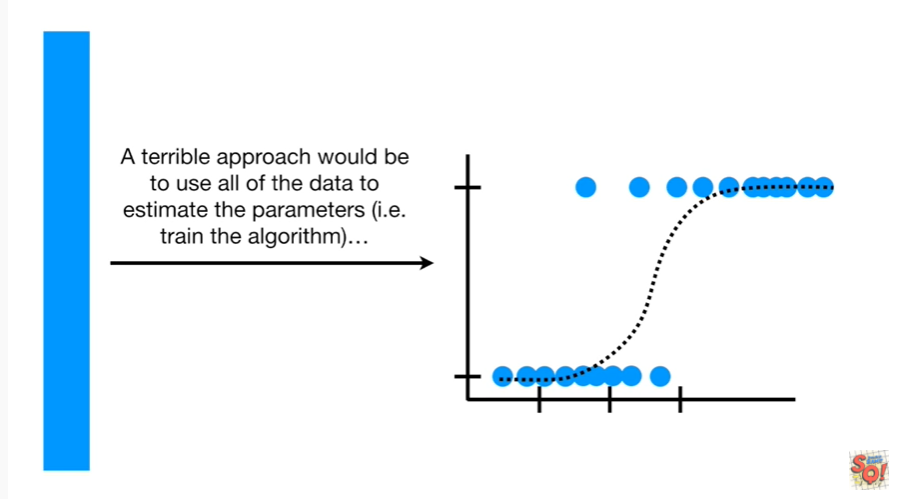 A terrible approach would be
to use all of the data to
estimate the parameters (i.e.
train the algorithm)…